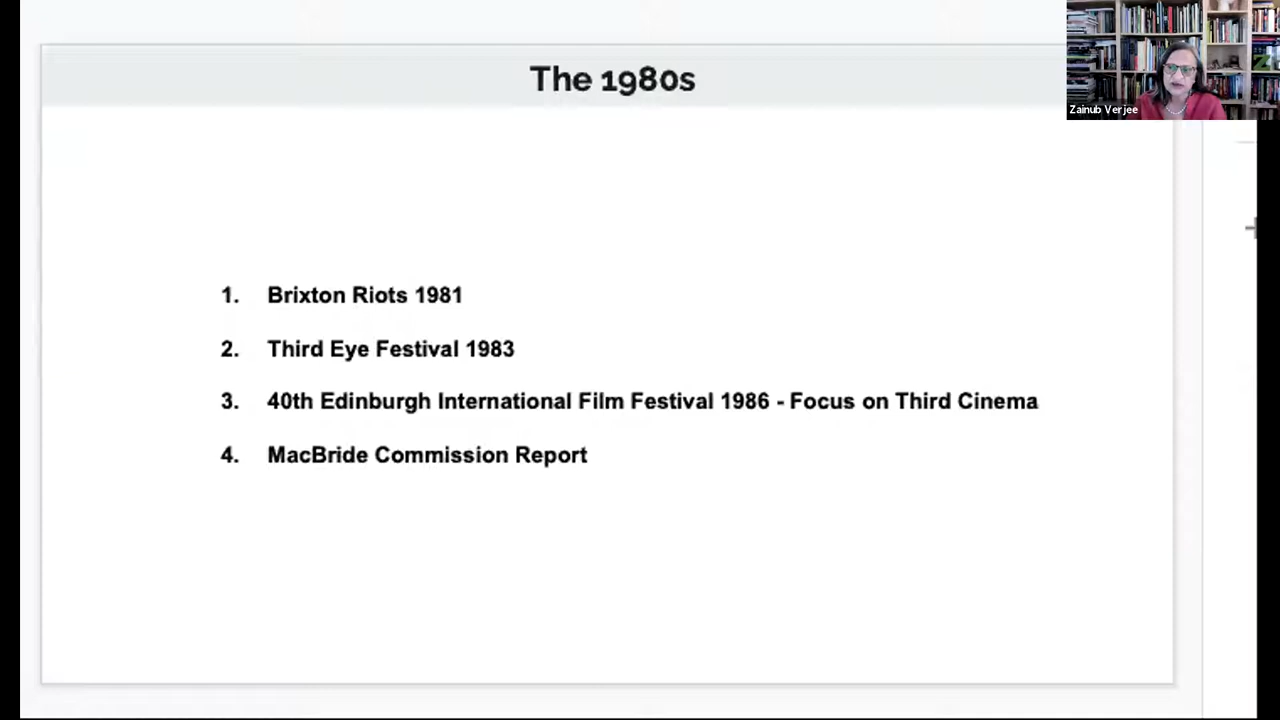 The 1980s
Zainub Verjee
1. Brixton Riots 1981
2. Third Eye Festival 1983
3. 40th Edinburgh International Film Festival 1986 - Focus on Third Cinema
4. MacBride Commission Report